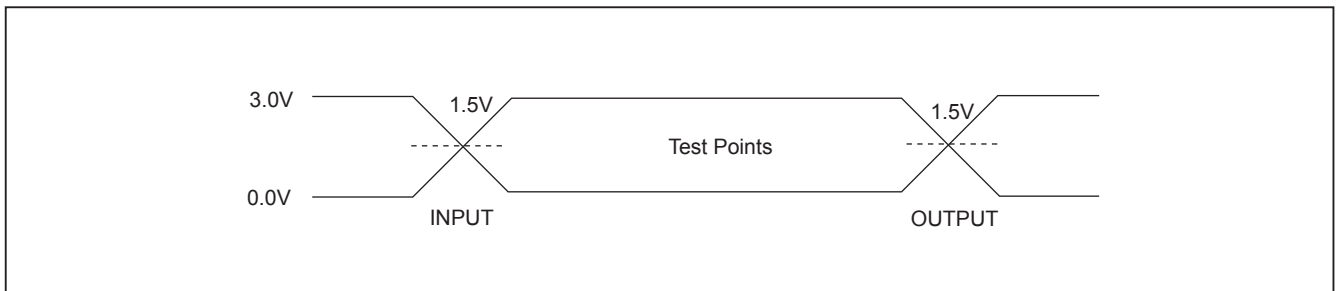 3.0V
1.5V
1.5V
Test Points
0.0V
INPUT
OUTPUT